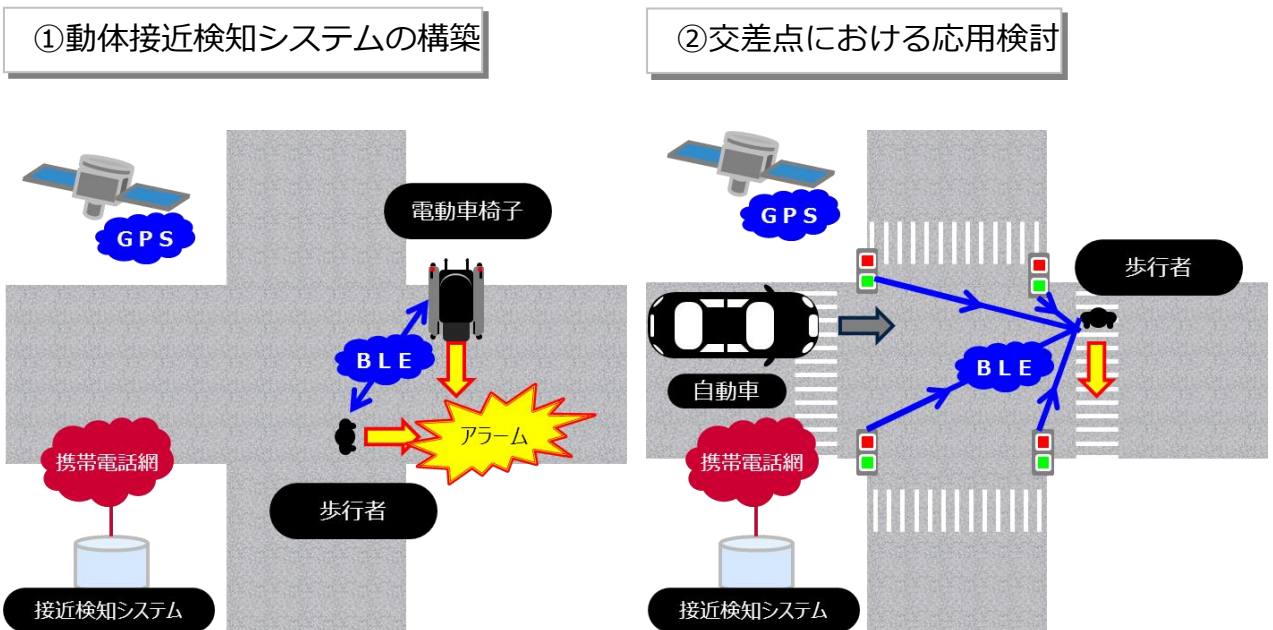 ①動体接近検知システムの構築
GPS
電動車椅子
BLE
アラーム
携帯電話網
歩行者
接近検知システム
②交差点における応用検討
GPS
歩行者
BLE
自動車
携帯電話網
接近検知システム